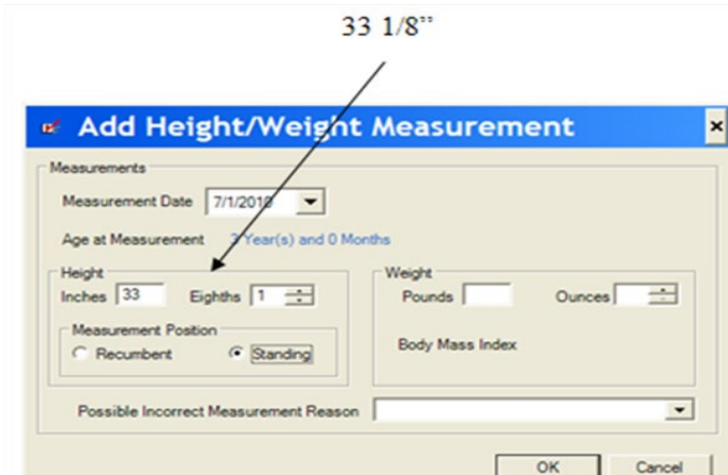 33 1/8”
Add Height/Weight Measurement
Measurements
Measurement Date 7/1/2010
Age at Measurement 3 Year(s) and 0 Months
Height
Inches 33 Eighths 1
Measurement Position
Recumbent Standing
Weight
Pounds Ounces
Body Mass Index
Possible Incorrect Measurement Reason
OK Cancel